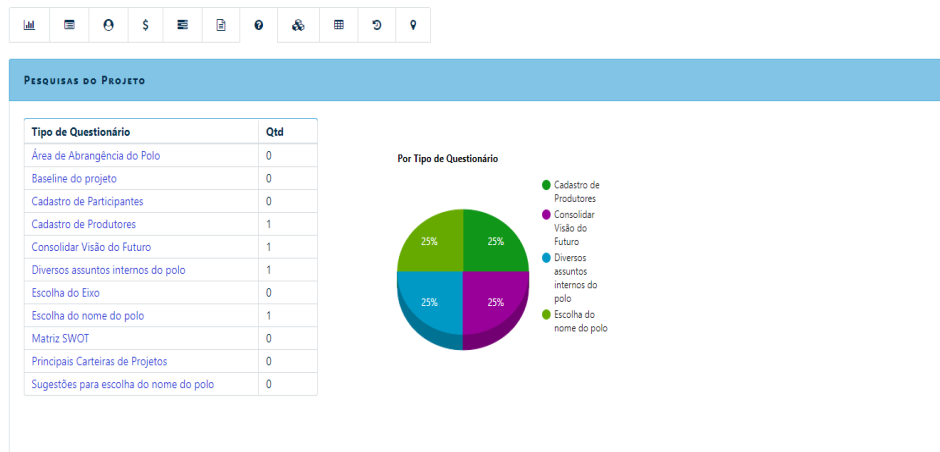 $
Pesquisas do Projeto
Tipo de Questionário Qtd
Área de Abrangência do Polo 0
Baseline do projeto 0
Cadastro de Participantes 0
Cadastro de Produtores 1
Consolidar Visão do Futuro 1
Diversos assuntos internos do polo 1
Escolha do Eixo 0
Escolha do nome do polo 1
Matriz SWOT 0
Principais Carteiras de Projetos 0
Sugestões para escolha do nome do polo 0
Por Tipo de Questionário
25% 25%
25% 25%
Cadastro de
Produtores
Consolidar
Visão do
Futuro
Diversos
assuntos
internos do
polo
Escolha do
nome do polo